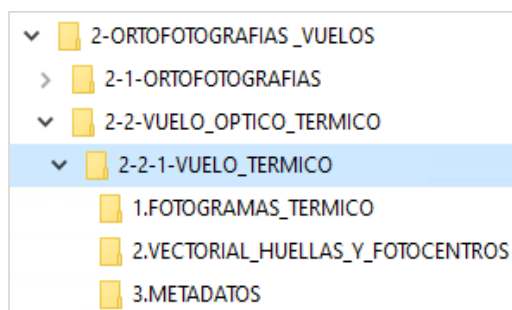 2-ORTOFOTOGRAFIAS _VUELOS
2-1-ORTOFOTOGRAFIAS
2-2-VUELO_OPTICO_TERMICO
2-2-1-VUELO_TERMICO
1.FOTOGRAMAS_TERMICO
2.VECTORIAL_HUELLAS_Y_FOTOCENTROS
3.METADATOS